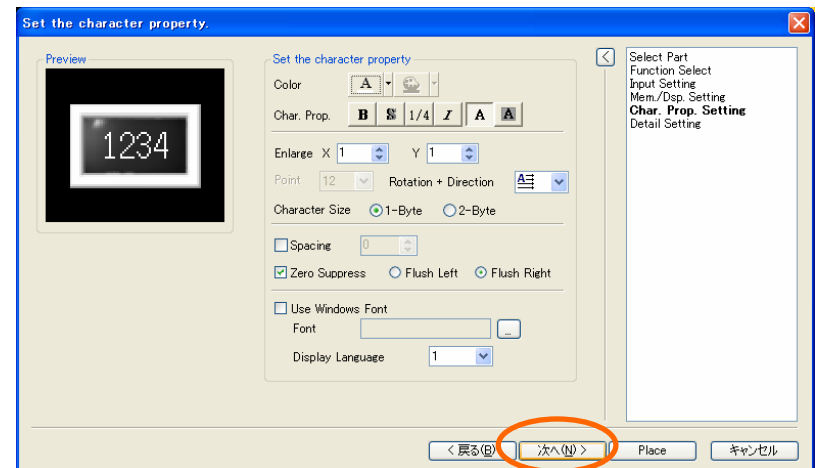 Set the character property.
Preview
1234
Set the character property
Color A
Char. Prop. B S 1/4 I A A
Enlarge X 1 Y 1
Point 12 Rotation + Direction A
Character Size 1-Byte 2-Byte
Spacing 0
Zero Suppress Flush Left Flush Right
Use Windows Font
Font ...
Display Language 1
<
Select Part
Function Select
Input Setting
Mem./Dsp. Setting
Char. Prop. Setting
Detail Setting
< 戻る(B) 次へ(N) > Place キャンセル